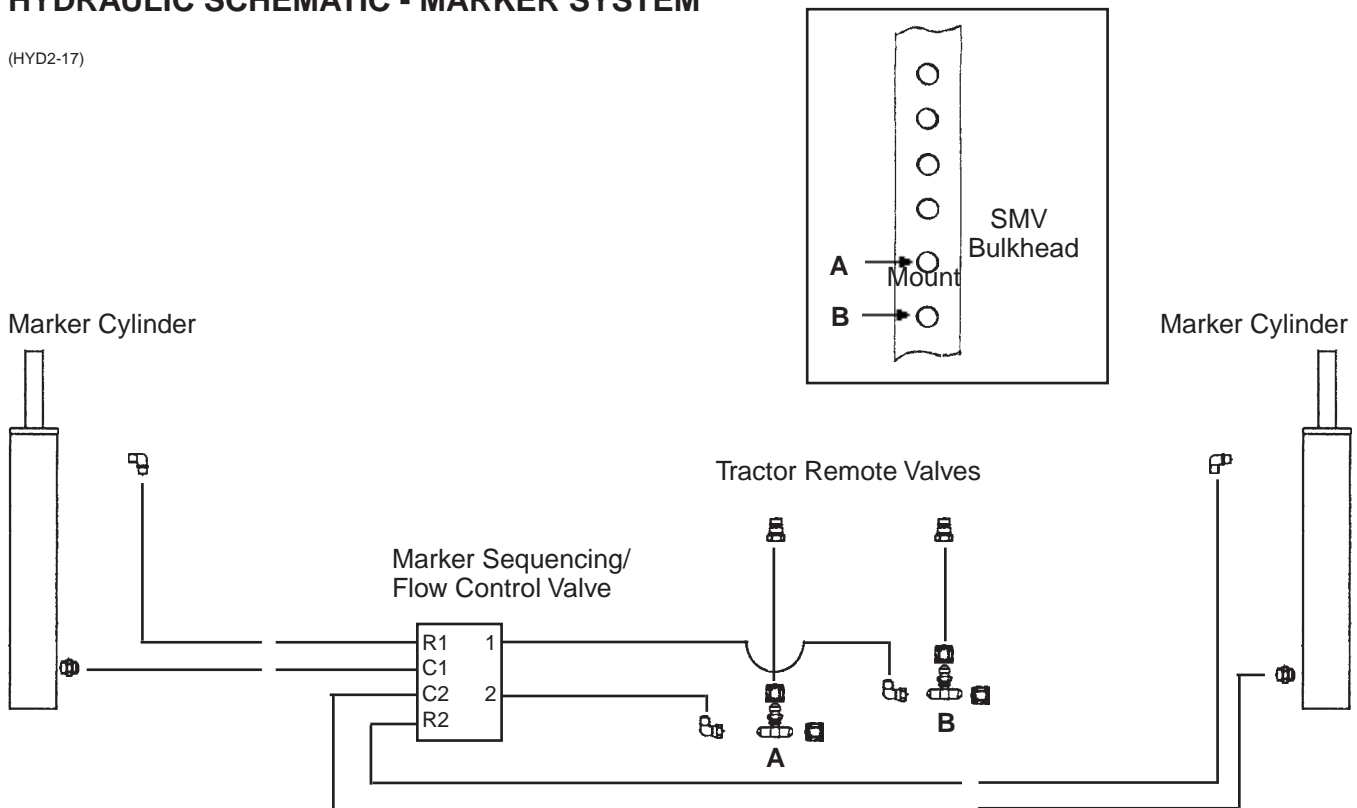 HYDRAULIC SCHEMATIC - MARKER SYSTEM
(HYD2-17)
SMV
Bulkhead
A
Mount
B
Marker Cylinder
Marker Cylinder
Tractor Remote Valves
Marker Sequencing/
Flow Control Valve
R1 1
C1
C2 2
R2
B
A